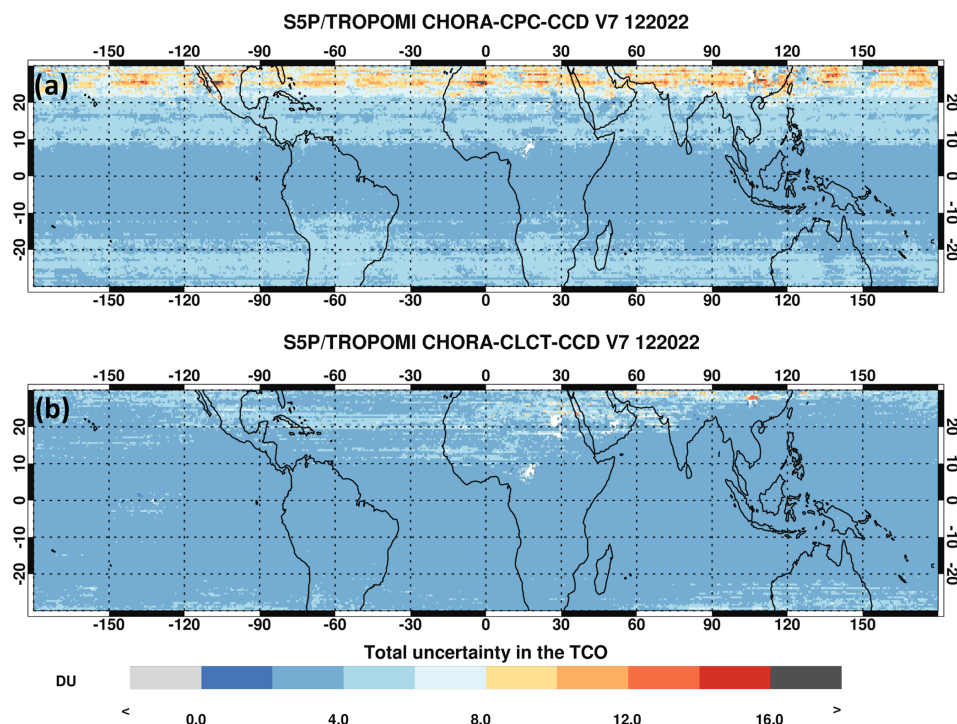 S5P/TROPOMI CHORA-CPC-CCD V7 122022
-150 -120 -90 -60 -30 0 30 60 90 120 150
(a)
20 20
10 10
0 0
-10 -10
-20 -20
-150 -120 -90 -60 -30 0 30 60 90 120 150
S5P/TROPOMI CHORA-CLCT-CCD V7 122022
-150 -120 -90 -60 -30 0 30 60 90 120 150
(b)
20 20
10 10
0 0
-10 -10
-20 -20
-150 -120 -90 -60 -30 0 30 60 90 120 150
Total uncertainty in the TCO
DU
< 0.0 4.0 8.0 12.0 16.0 >